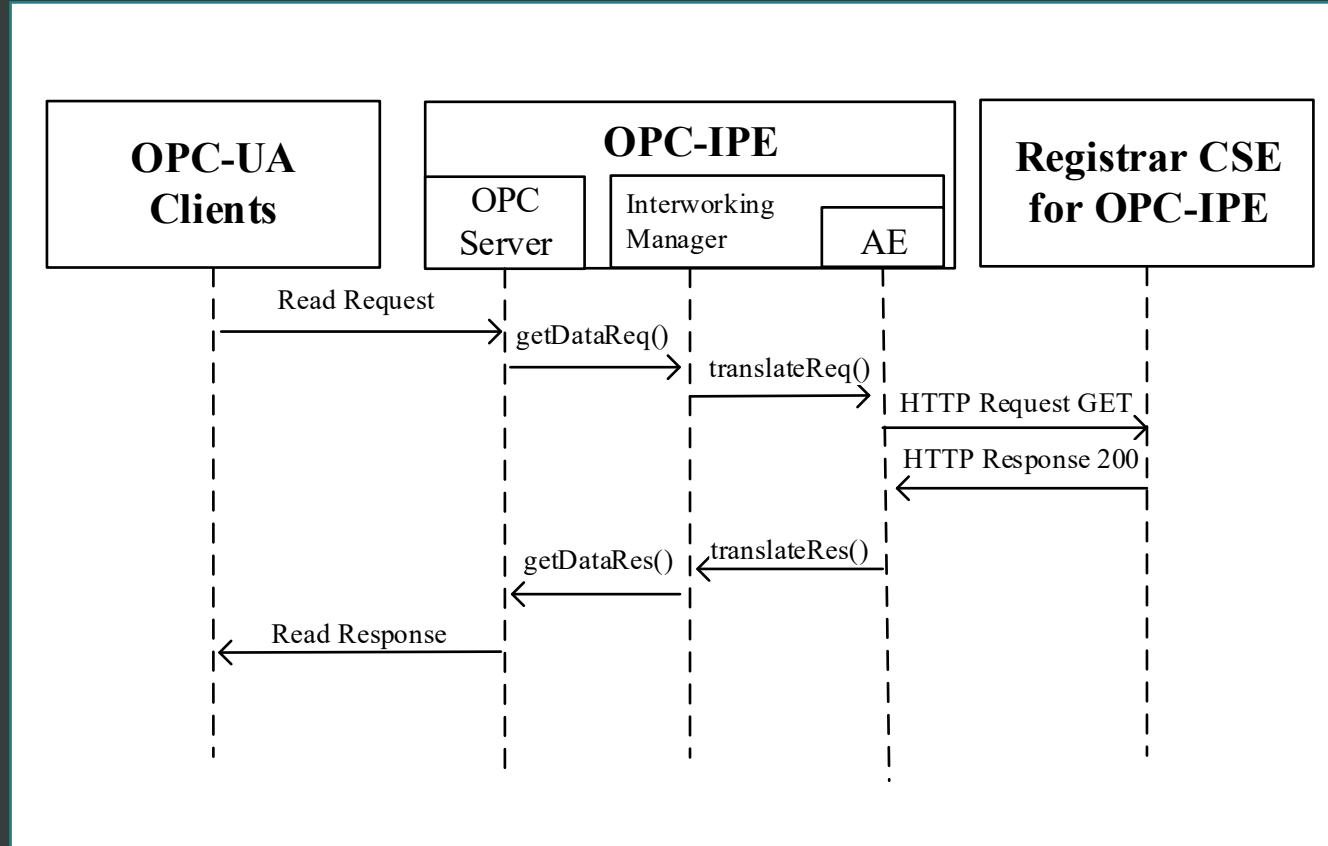 OPC-UA
Clients
OPC-IPE
OPC
Server
Interworking
Manager
AE
Registrar CSE
for OPC-IPE
Read Request
getDataReq()
translateReq()
HTTP Request GET
HTTP Response 200
translateRes()
getDataRes()
Read Response